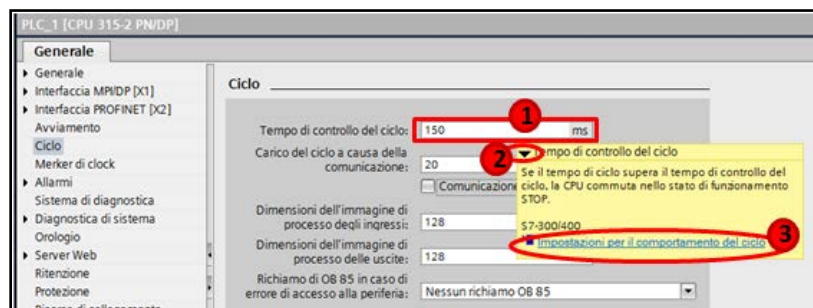 PLC_1 [CPU 315-2 PN/DP]
Generale
Generale
Interfaccia MPI/DP [X1]
Interfaccia PROFINET [X2]
Avviamento
Ciclo
Merker di clock
Allarmi
Sistema di diagnostica
Diagnostica di sistema
Orologio
Server Web
Ritenzione
Protezione
Ciclo
1
Tempo di controllo del ciclo: 150 ms
Carico del ciclo a causa della
comunicazione: 20
2
Comunicazione
Dimensioni dell'immagine di
processo degli ingressi: 128
Dimensioni dell'immagine di
processo delle uscite: 128
Richiamo di OB 85 in caso di
errore di accesso alla periferia: Nessun richiamo OB 85
Tempo di controllo del ciclo
Se il tempo di ciclo supera il tempo di controllo del
ciclo, la CPU commuta nello stato di funzionamento
STOP.
S7-300/400
Impostazioni per il comportamento del ciclo
3